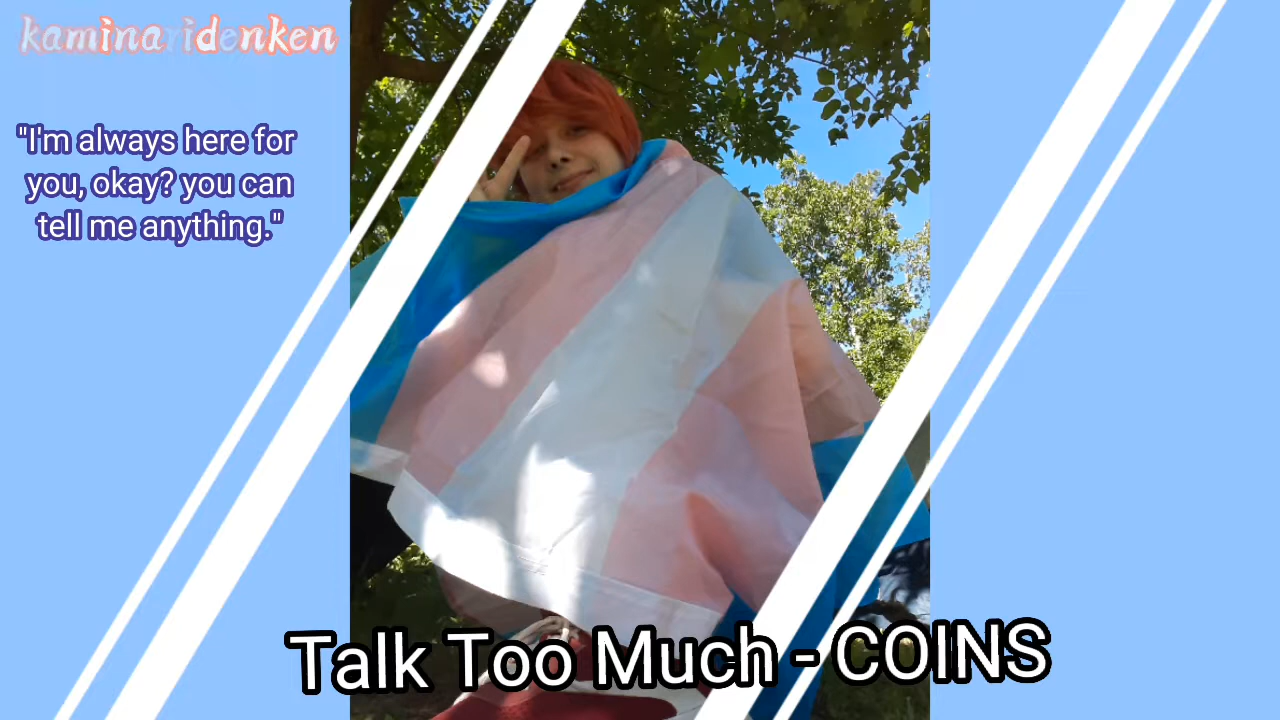 kaminaridenken
"I'm always here for
you, okay? you can
tell me anything."
Talk Too Much - COINS